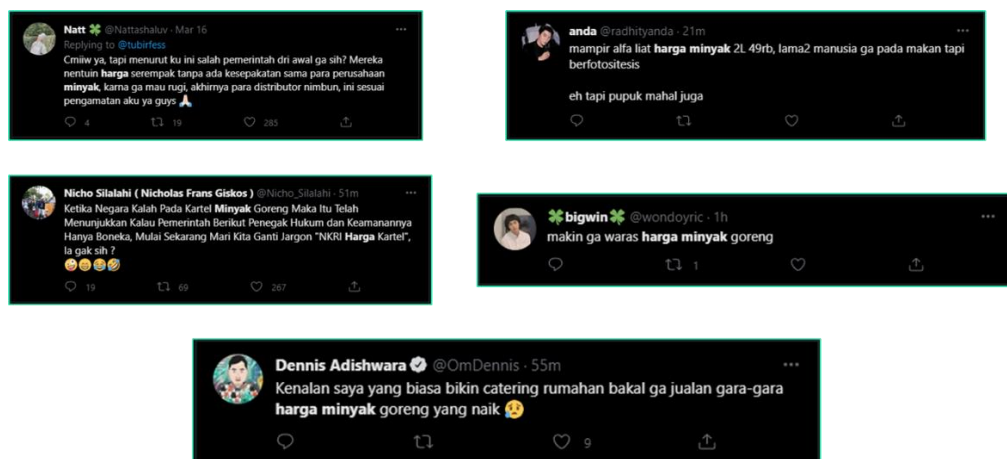 Natt 🍀 @Nattashaluv · Mar 16
Replying to @tubirfess
Cmiiw ya, tapi menurut ku ini salah pemerintah dri awal ga sih? Mereka
nentuin harga serempak tanpa ada kesepakatan sama para perusahaan
minyak, karna ga mau rugi, akhirnya para distributor nimbun, ini sesuai
pengamatan aku ya guys 🙏🏻
4 19 285
anda @radhityanda · 21m
mampir alfa liat harga minyak 2L 49rb, lama2 manusia ga pada makan tapi
berfotositesis
eh tapi pupuk mahal juga
Nicho Silalahi ( Nicholas Frans Giskos ) @Nicho_Silalahi · 51m
Ketika Negara Kalah Pada Kartel Minyak Goreng Maka Itu Telah
Menunjukkan Kalau Pemerintah Berikut Penegak Hukum dan Keamanannya
Hanya Boneka, Mulai Sekarang Mari Kita Ganti Jargon "NKRI Harga Kartel",
Ia gak sih ?
🤪😁😂🤣
19 69 267
🍀bigwin🍀 @wondoyric · 1h
makin ga waras harga minyak goreng
1
Dennis Adishwara @OmDennis · 55m
Kenalan saya yang biasa bikin catering rumahan bakal ga jualan gara-gara
harga minyak goreng yang naik 😢
9